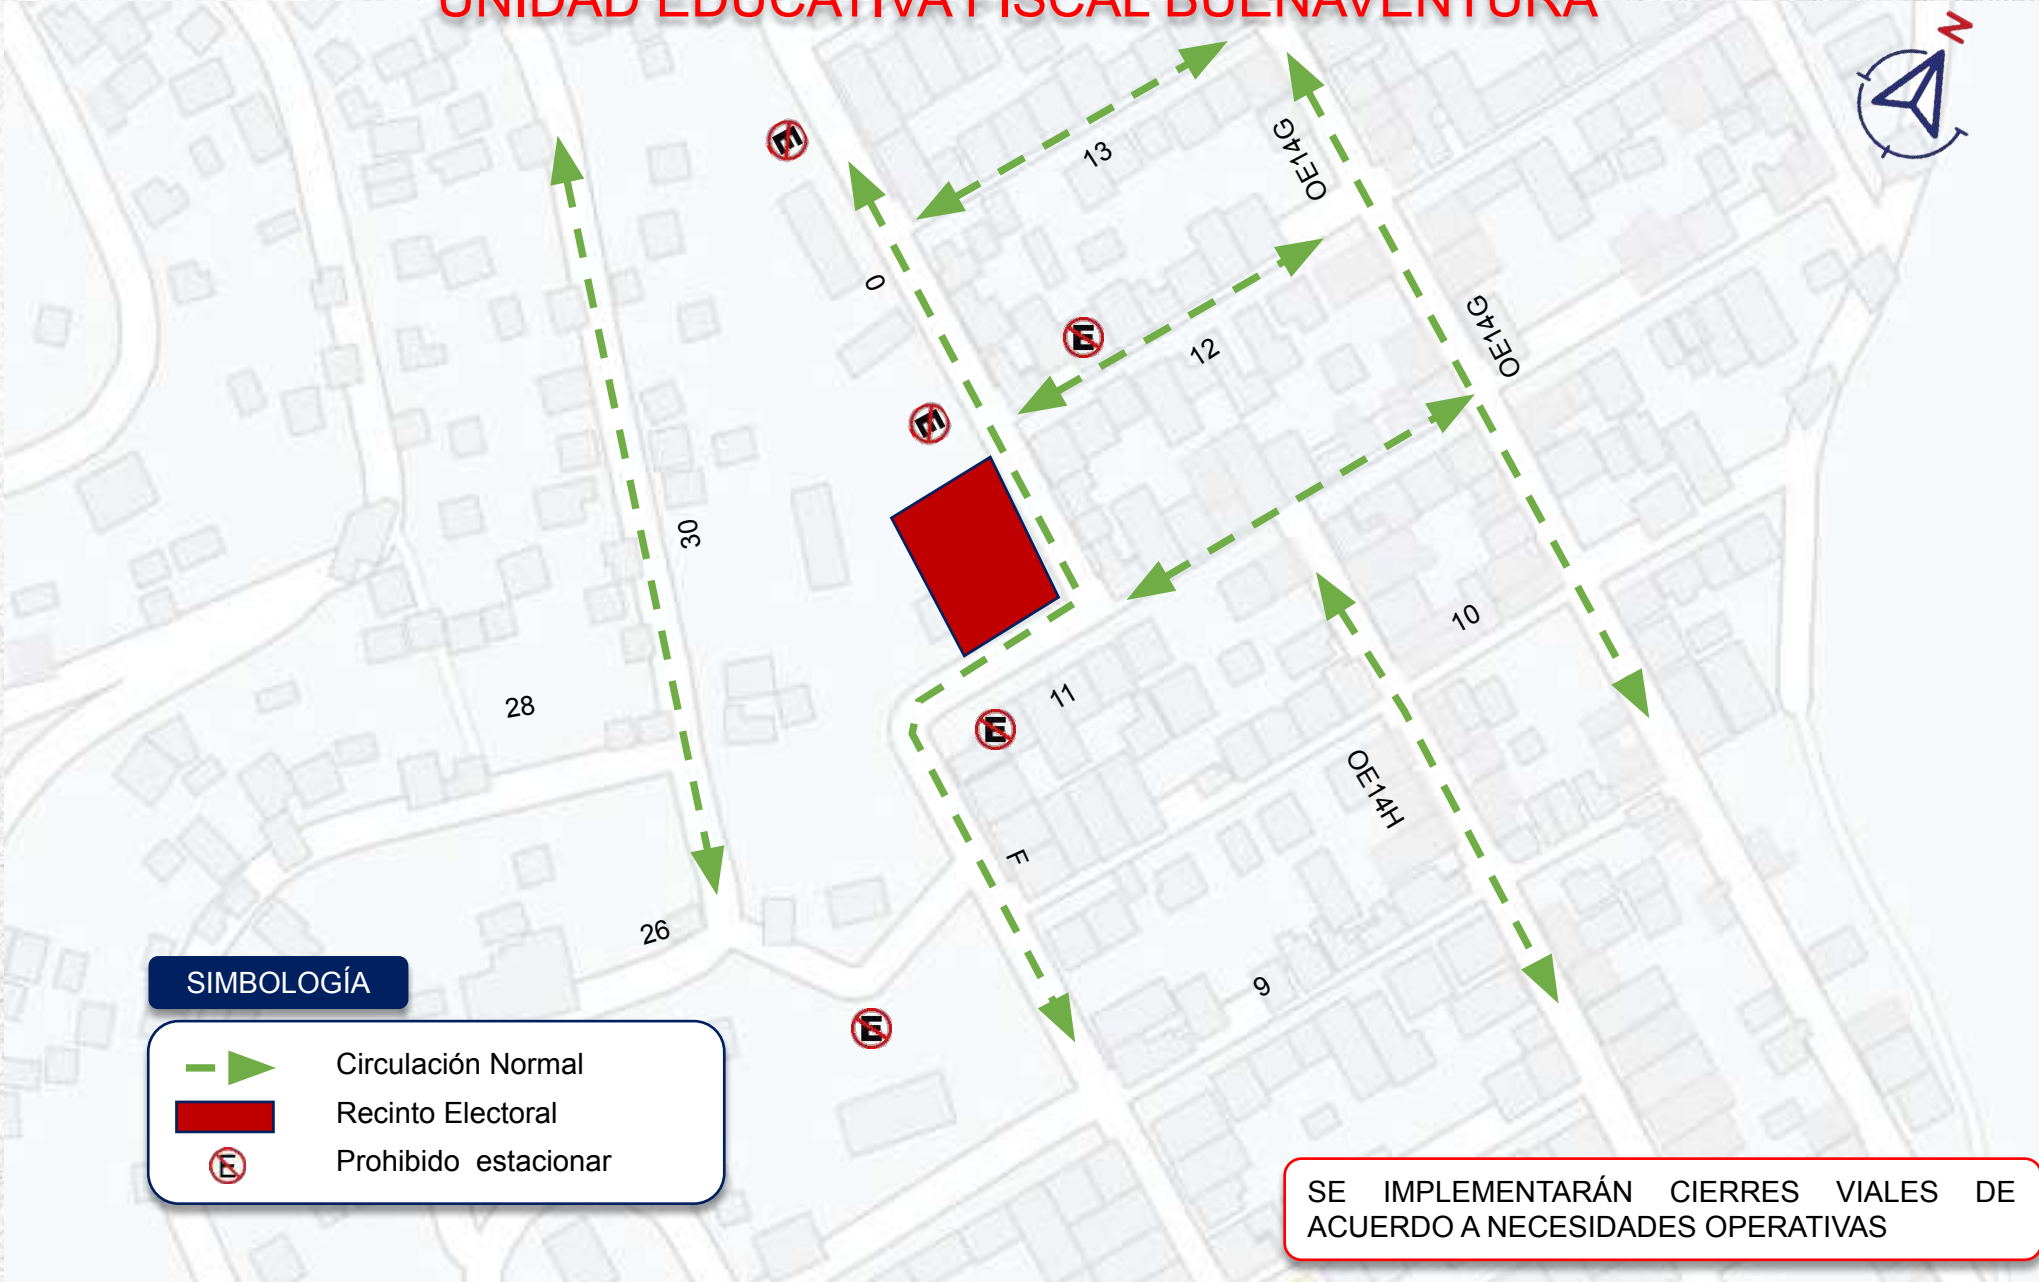 UNIDAD EDUCATIVA FISCAL BUENAVENTURA
N
13
OE14G
E
O
OE14G
E
12
E
30
10
28
11
E
OE14H
F
26
9
E
SIMBOLOGÍA
Circulación Normal
Recinto Electoral
E
Prohibido estacionar
SE IMPLEMENTARÁN CIERRES VIALES DE
ACUERDO A NECESIDADES OPERATIVAS